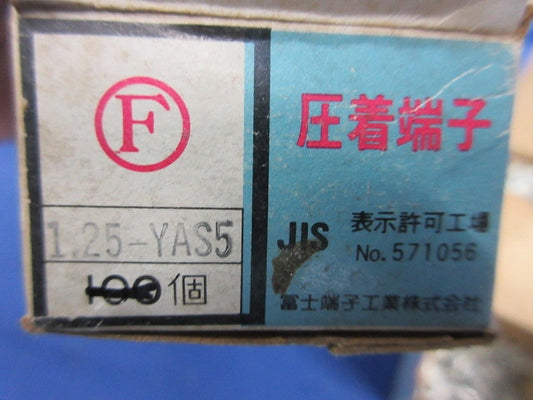 F
1.25-YAS5
100個
圧着端子
JIS 表示許可工場
No. 571056
冨士端子工業株式会社